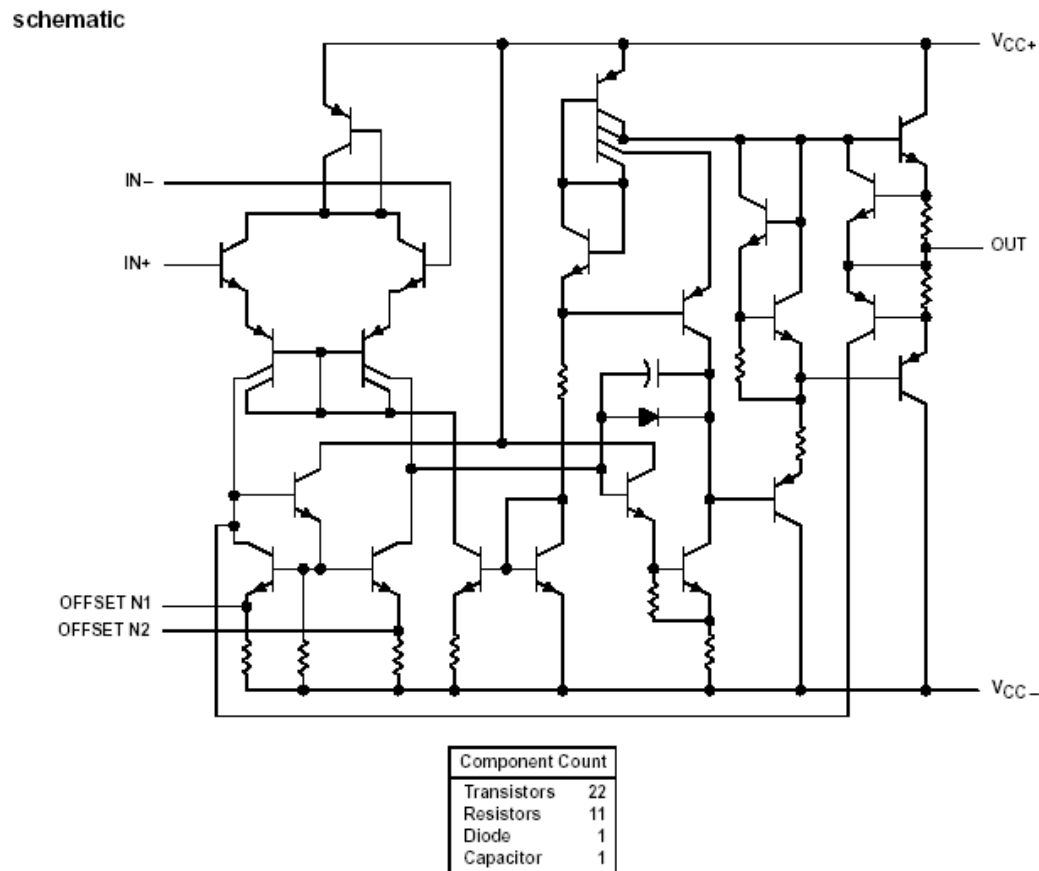 schematic
VCC+
IN−
IN+
OUT
OFFSET N1
OFFSET N2
VCC−
Component Count
Transistors 22
Resistors 11
Diode 1
Capacitor 1